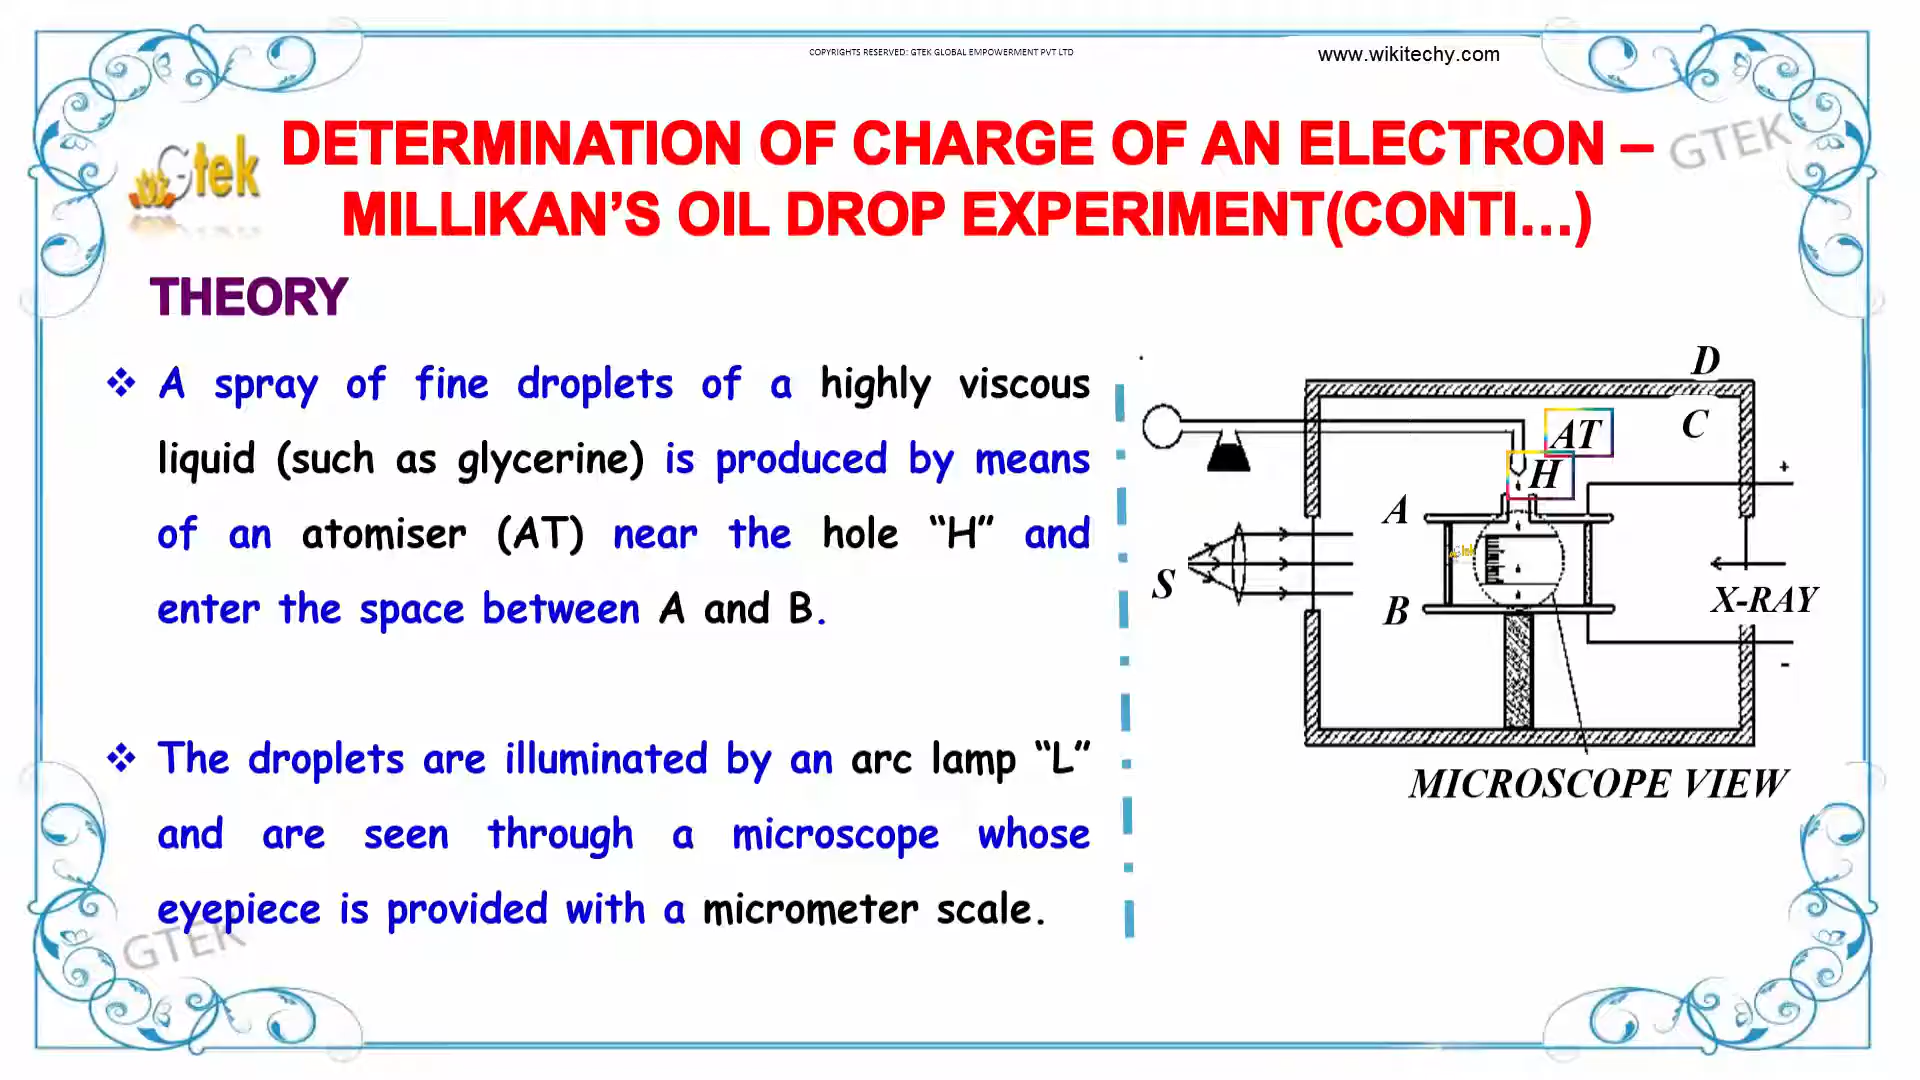 COPYRIGHTS RESERVED: GTEK GLOBAL EMPOWERMENT PVT LTD
www.wikitechy.com
Gtek
GTEK
DETERMINATION OF CHARGE OF AN ELECTRON –
MILLIKAN’S OIL DROP EXPERIMENT(CONTI…)
THEORY
❖ A spray of fine droplets of a highly viscous
liquid (such as glycerine) is produced by means
of an atomiser (AT) near the hole “H” and
enter the space between A and B.
❖ The droplets are illuminated by an arc lamp “L”
and are seen through a microscope whose
eyepiece is provided with a micrometer scale.
GTEK
D
C
AT
H
+
A
Gtek
S
B
X-RAY
-
MICROSCOPE VIEW